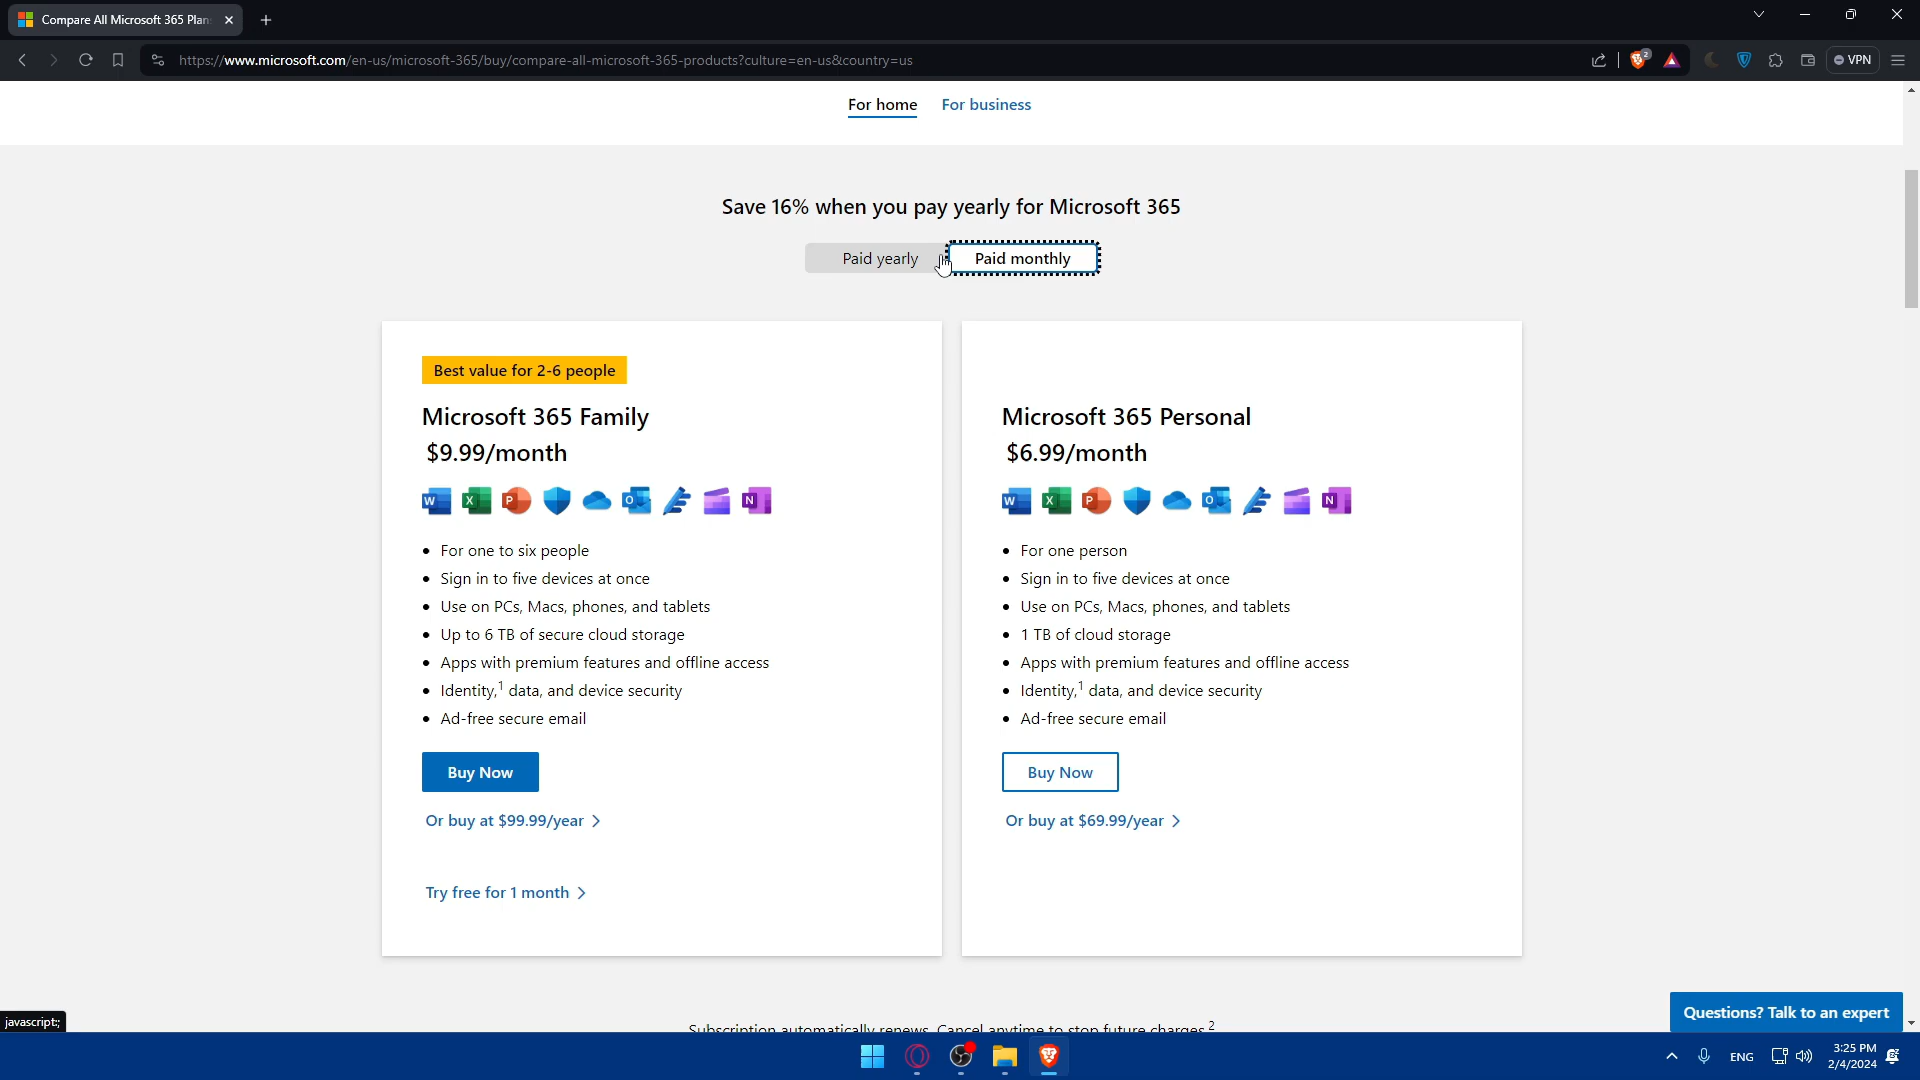 Compare All Microsoft 365 Plan
https://www.microsoft.com/en-us/microsoft-365/buy/compare-all-microsoft-365-products?culture=en-us&country=us
2
VPN
For home For business
Save 16% when you pay yearly for Microsoft 365
Paid yearly Paid monthly
Best value for 2-6 people
Microsoft 365 Family
$9.99/month
W X P O N
• For one to six people
• Sign in to five devices at once
• Use on PCs, Macs, phones, and tablets
• Up to 6 TB of secure cloud storage
• Apps with premium features and offline access
• Identity,¹ data, and device security
• Ad-free secure email
Buy Now
Or buy at $99.99/year
Try free for 1 month
Microsoft 365 Personal
$6.99/month
W X P O N
• For one person
• Sign in to five devices at once
• Use on PCs, Macs, phones, and tablets
• 1 TB of cloud storage
• Apps with premium features and offline access
• Identity,¹ data, and device security
• Ad-free secure email
Buy Now
Or buy at $69.99/year
Subscription automatically renews. Cancel anytime to stop future charges.²
Questions? Talk to an expert
javascript:;
ENG
3:25 PM
2/4/2024